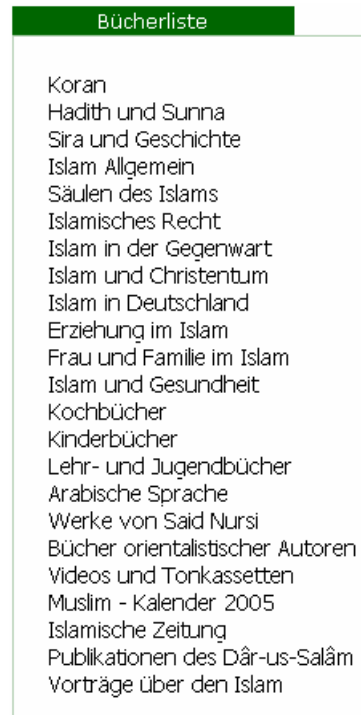 Bücherliste
Koran
Hadith und Sunna
Sira und Geschichte
Islam Allgemein
Säulen des Islams
Islamisches Recht
Islam in der Gegenwart
Islam und Christentum
Islam in Deutschland
Erziehung im Islam
Frau und Familie im Islam
Islam und Gesundheit
Kochbücher
Kinderbücher
Lehr- und Jugendbücher
Arabische Sprache
Werke von Said Nursi
Bücher orientalistischer Autoren
Videos und Tonkassetten
Muslim - Kalender 2005
Islamische Zeitung
Publikationen des Dâr-us-Salâm
Vorträge über den Islam